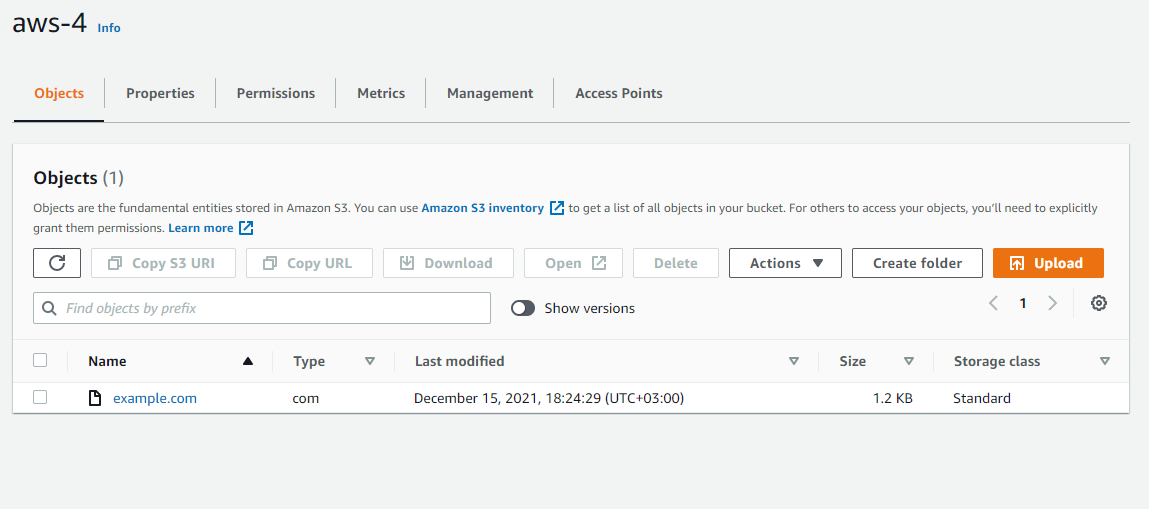 aws-4 Info
Objects Properties Permissions Metrics Management Access Points
Objects (1)
Objects are the fundamental entities stored in Amazon S3. You can use Amazon S3 inventory to get a list of all objects in your bucket. For others to access your objects, you’ll need to explicitly
grant them permissions. Learn more
Copy S3 URI Copy URL Download Open Delete Actions Create folder Upload
Find objects by prefix Show versions 1
Name Type Last modified Size Storage class
example.com com December 15, 2021, 18:24:29 (UTC+03:00) 1.2 KB Standard